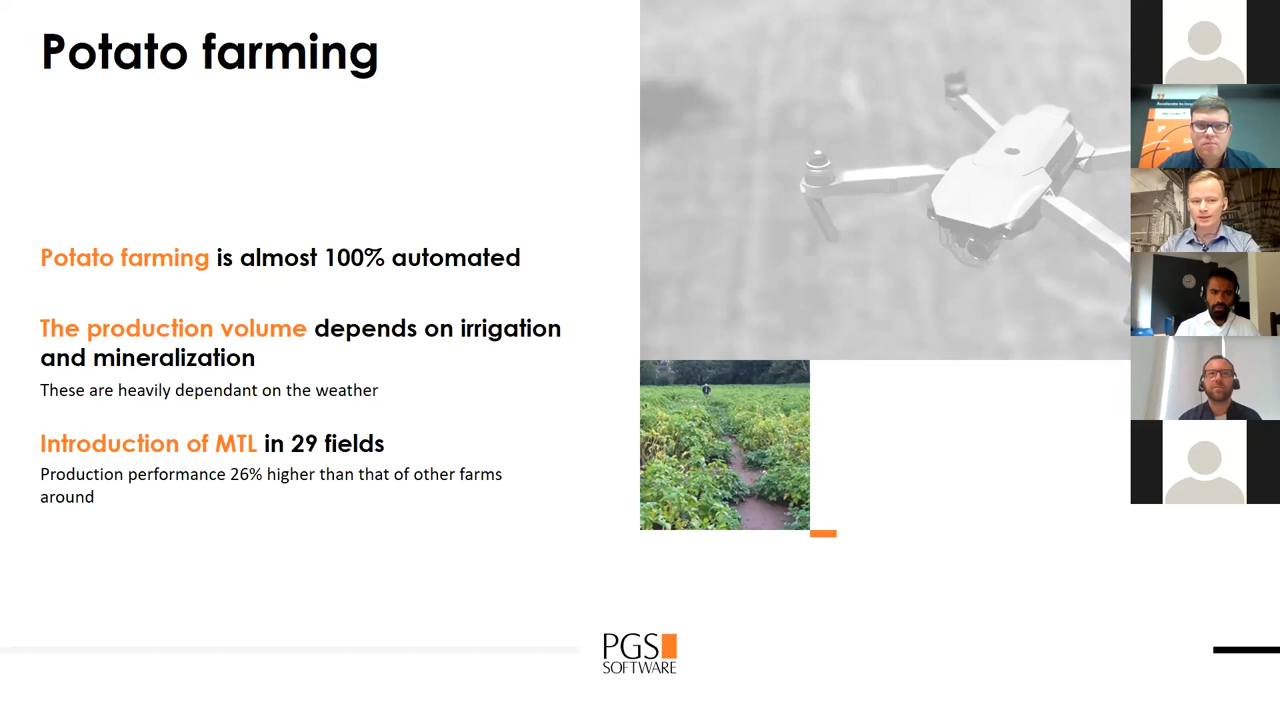 Potato farming
Potato farming is almost 100% automated
The production volume depends on irrigation
and mineralization
These are heavily dependant on the weather
Introduction of MTL in 29 fields
Production performance 26% higher than that of other farms
around
PGS
SOFTWARE